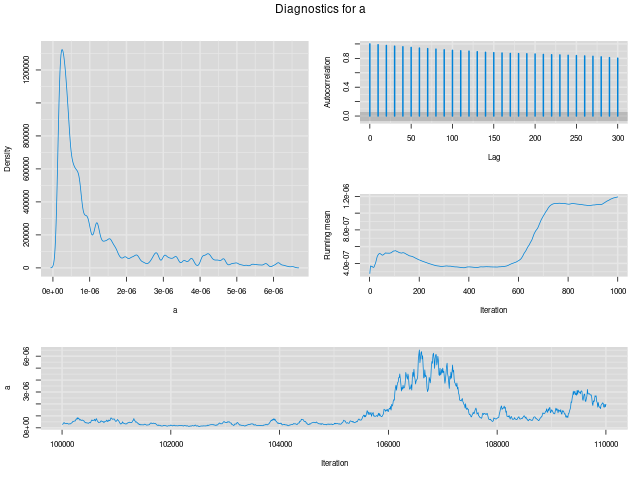 Diagnostics for a
Density
0 200000 400000 600000 800000 1200000
0e+00 1e-06 2e-06 3e-06 4e-06 5e-06 6e-06
a
Autocorrelation
0.0 0.4 0.8
0 50 100 150 200 250 300
Lag
Running mean
4.0e-07 8.0e-07 1.2e-06
0 200 400 600 800 1000
Iteration
a
0e+00 3e-06 6e-06
100000 102000 104000 106000 108000 110000
Iteration